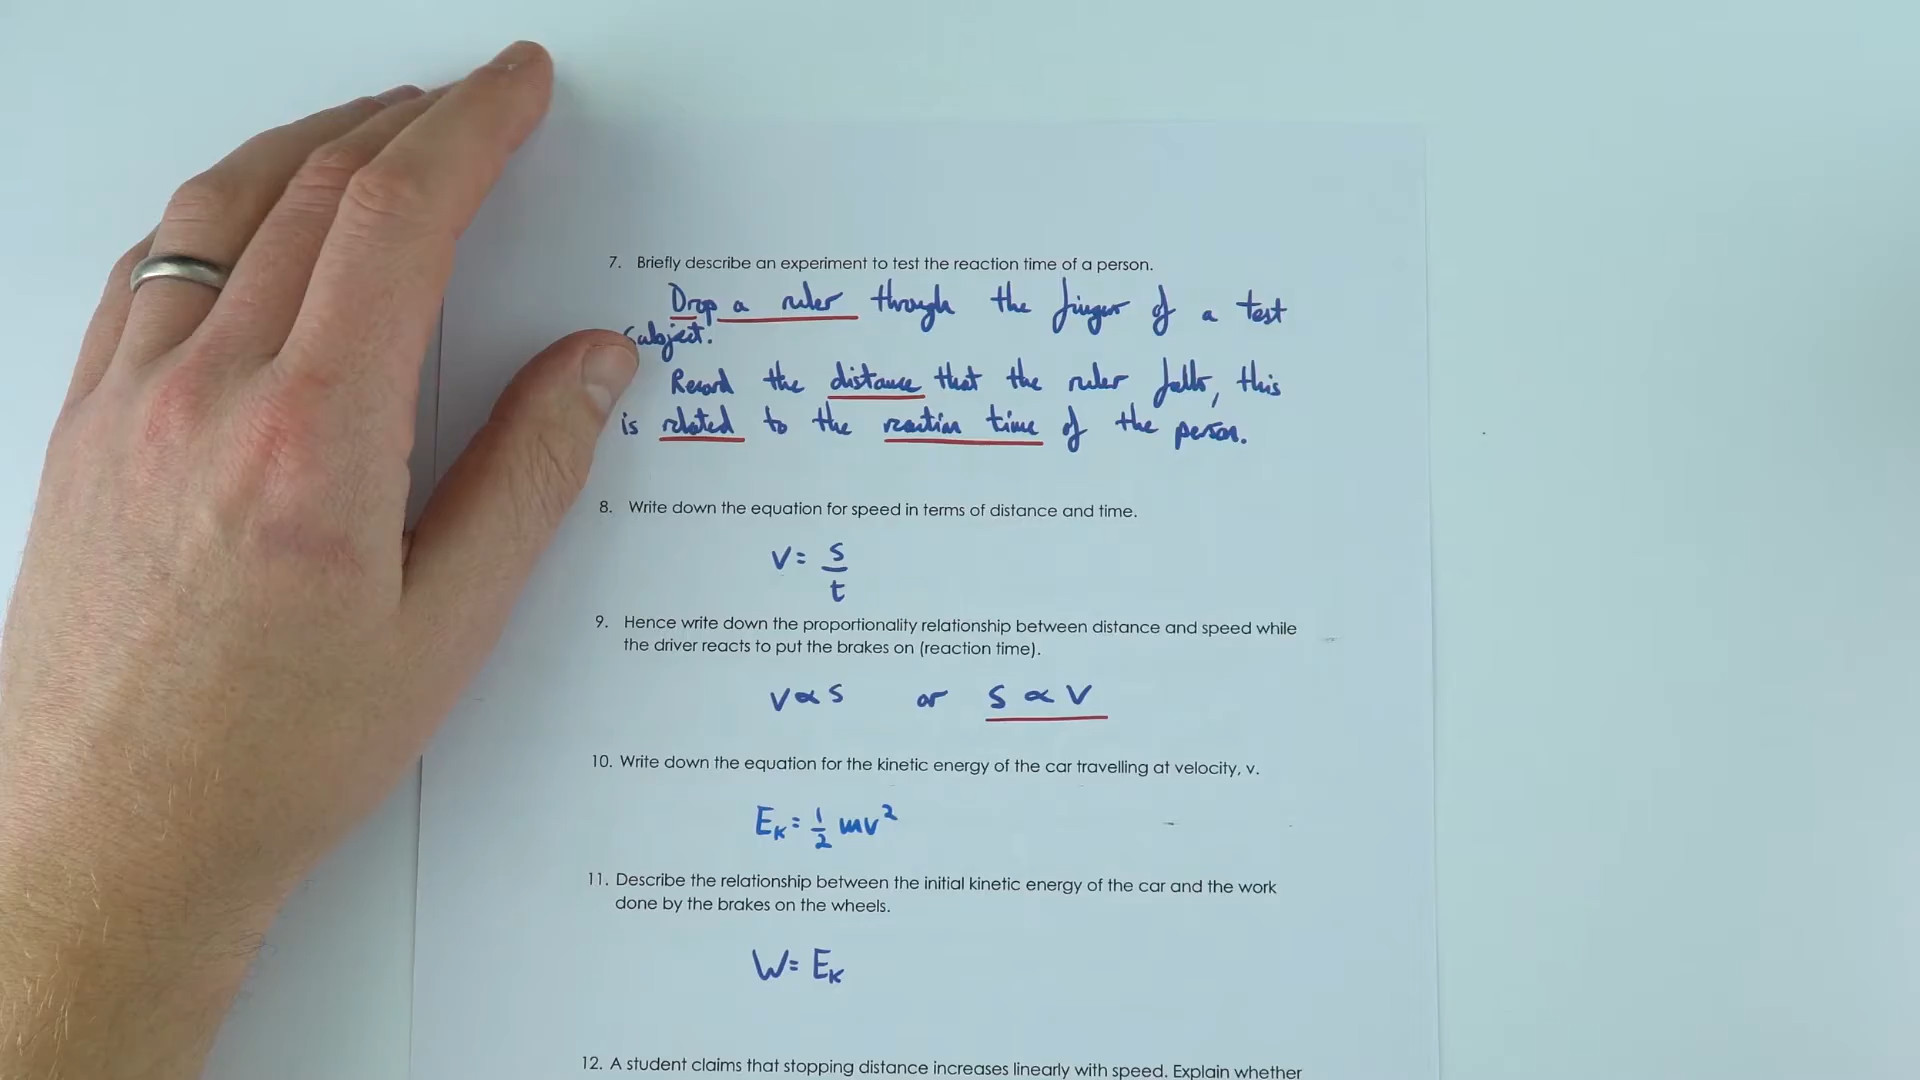 7. Briefly describe an experiment to test the reaction time of a person.
Drop a ruler through the finger of a test
subject.
Record the distance that the ruler falls, this
is related to the reaction time of the person.
8. Write down the equation for speed in terms of distance and time.
v = s/t
9. Hence write down the proportionality relationship between distance and speed while
the driver reacts to put the brakes on (reaction time).
v ∝ s or s ∝ v
10. Write down the equation for the kinetic energy of the car travelling at velocity, v.
Eₖ = ½ mv²
11. Describe the relationship between the initial kinetic energy of the car and the work
done by the brakes on the wheels.
W = Eₖ
12. A student claims that stopping distance increases linearly with speed. Explain whether